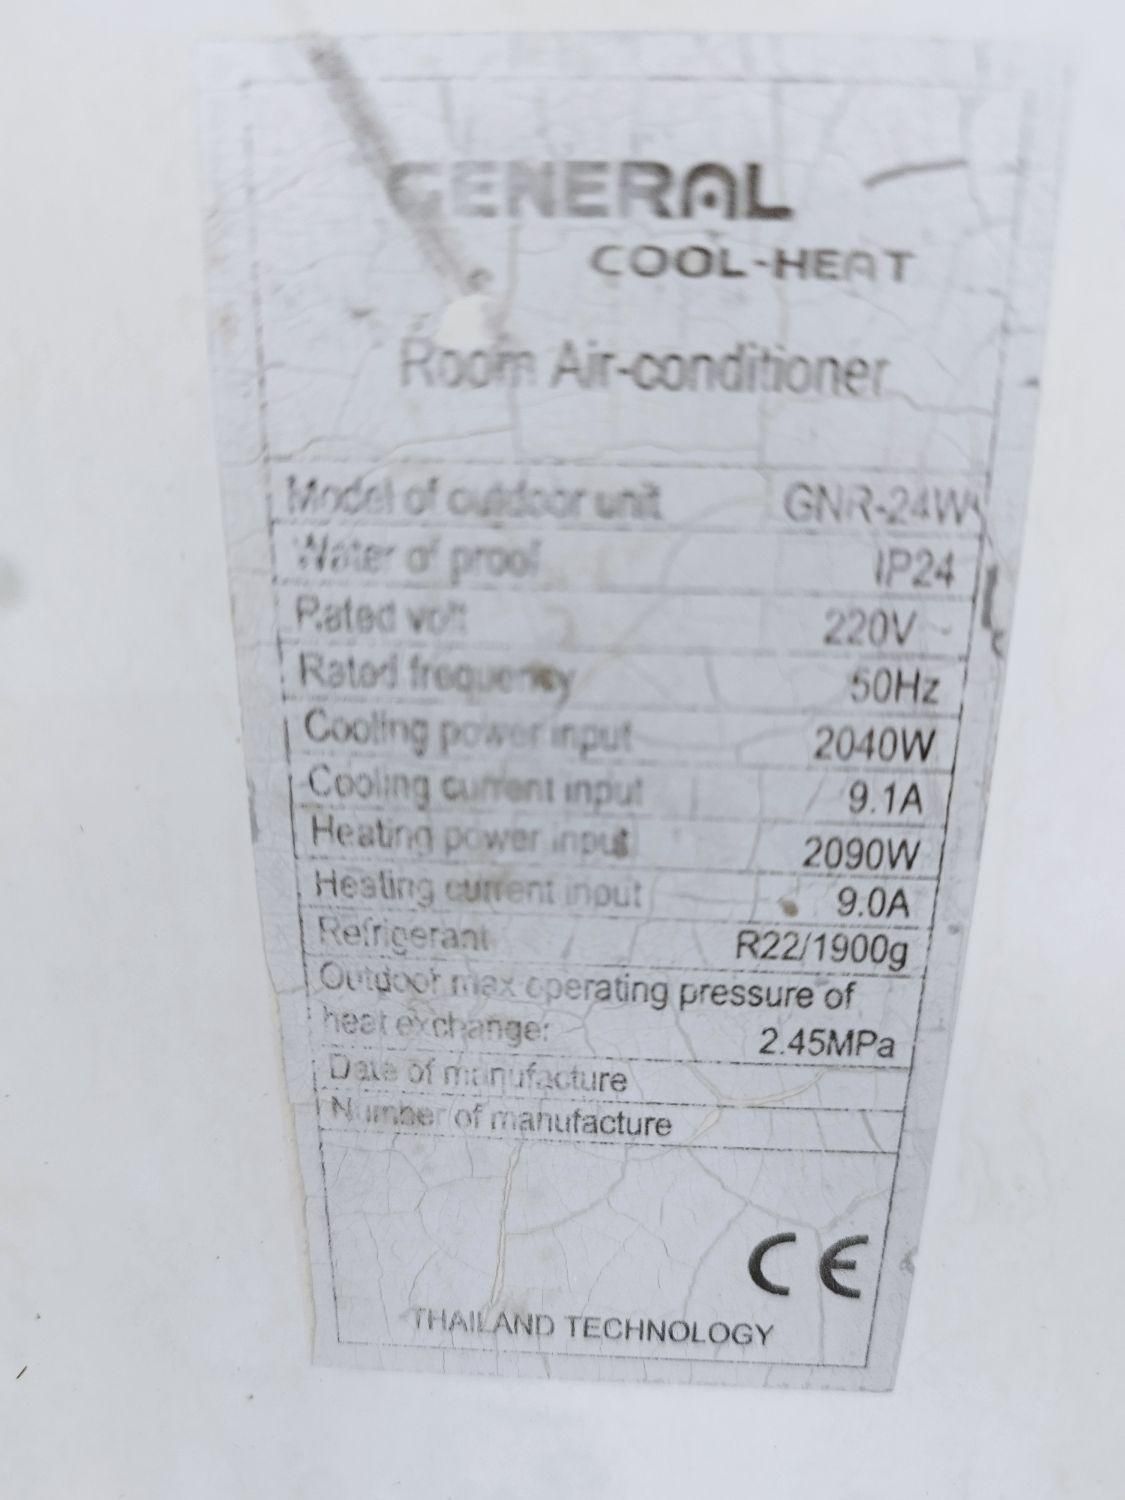 GENERAL
COOL-HEAT
Room Air-conditioner
Model of outdoor unit GNR-24W
Water of proof IP24
Rated volt 220V ~
Rated frequency 50Hz
Cooling power input 2040W
Cooling current input 9.1A
Heating power input 2090W
Heating current input 9.0A
Refrigerant R22/1900g
Outdoor max operating pressure of
heat exchange: 2.45MPa
Date of manufacture
Number of manufacture
CE
THAILAND TECHNOLOGY